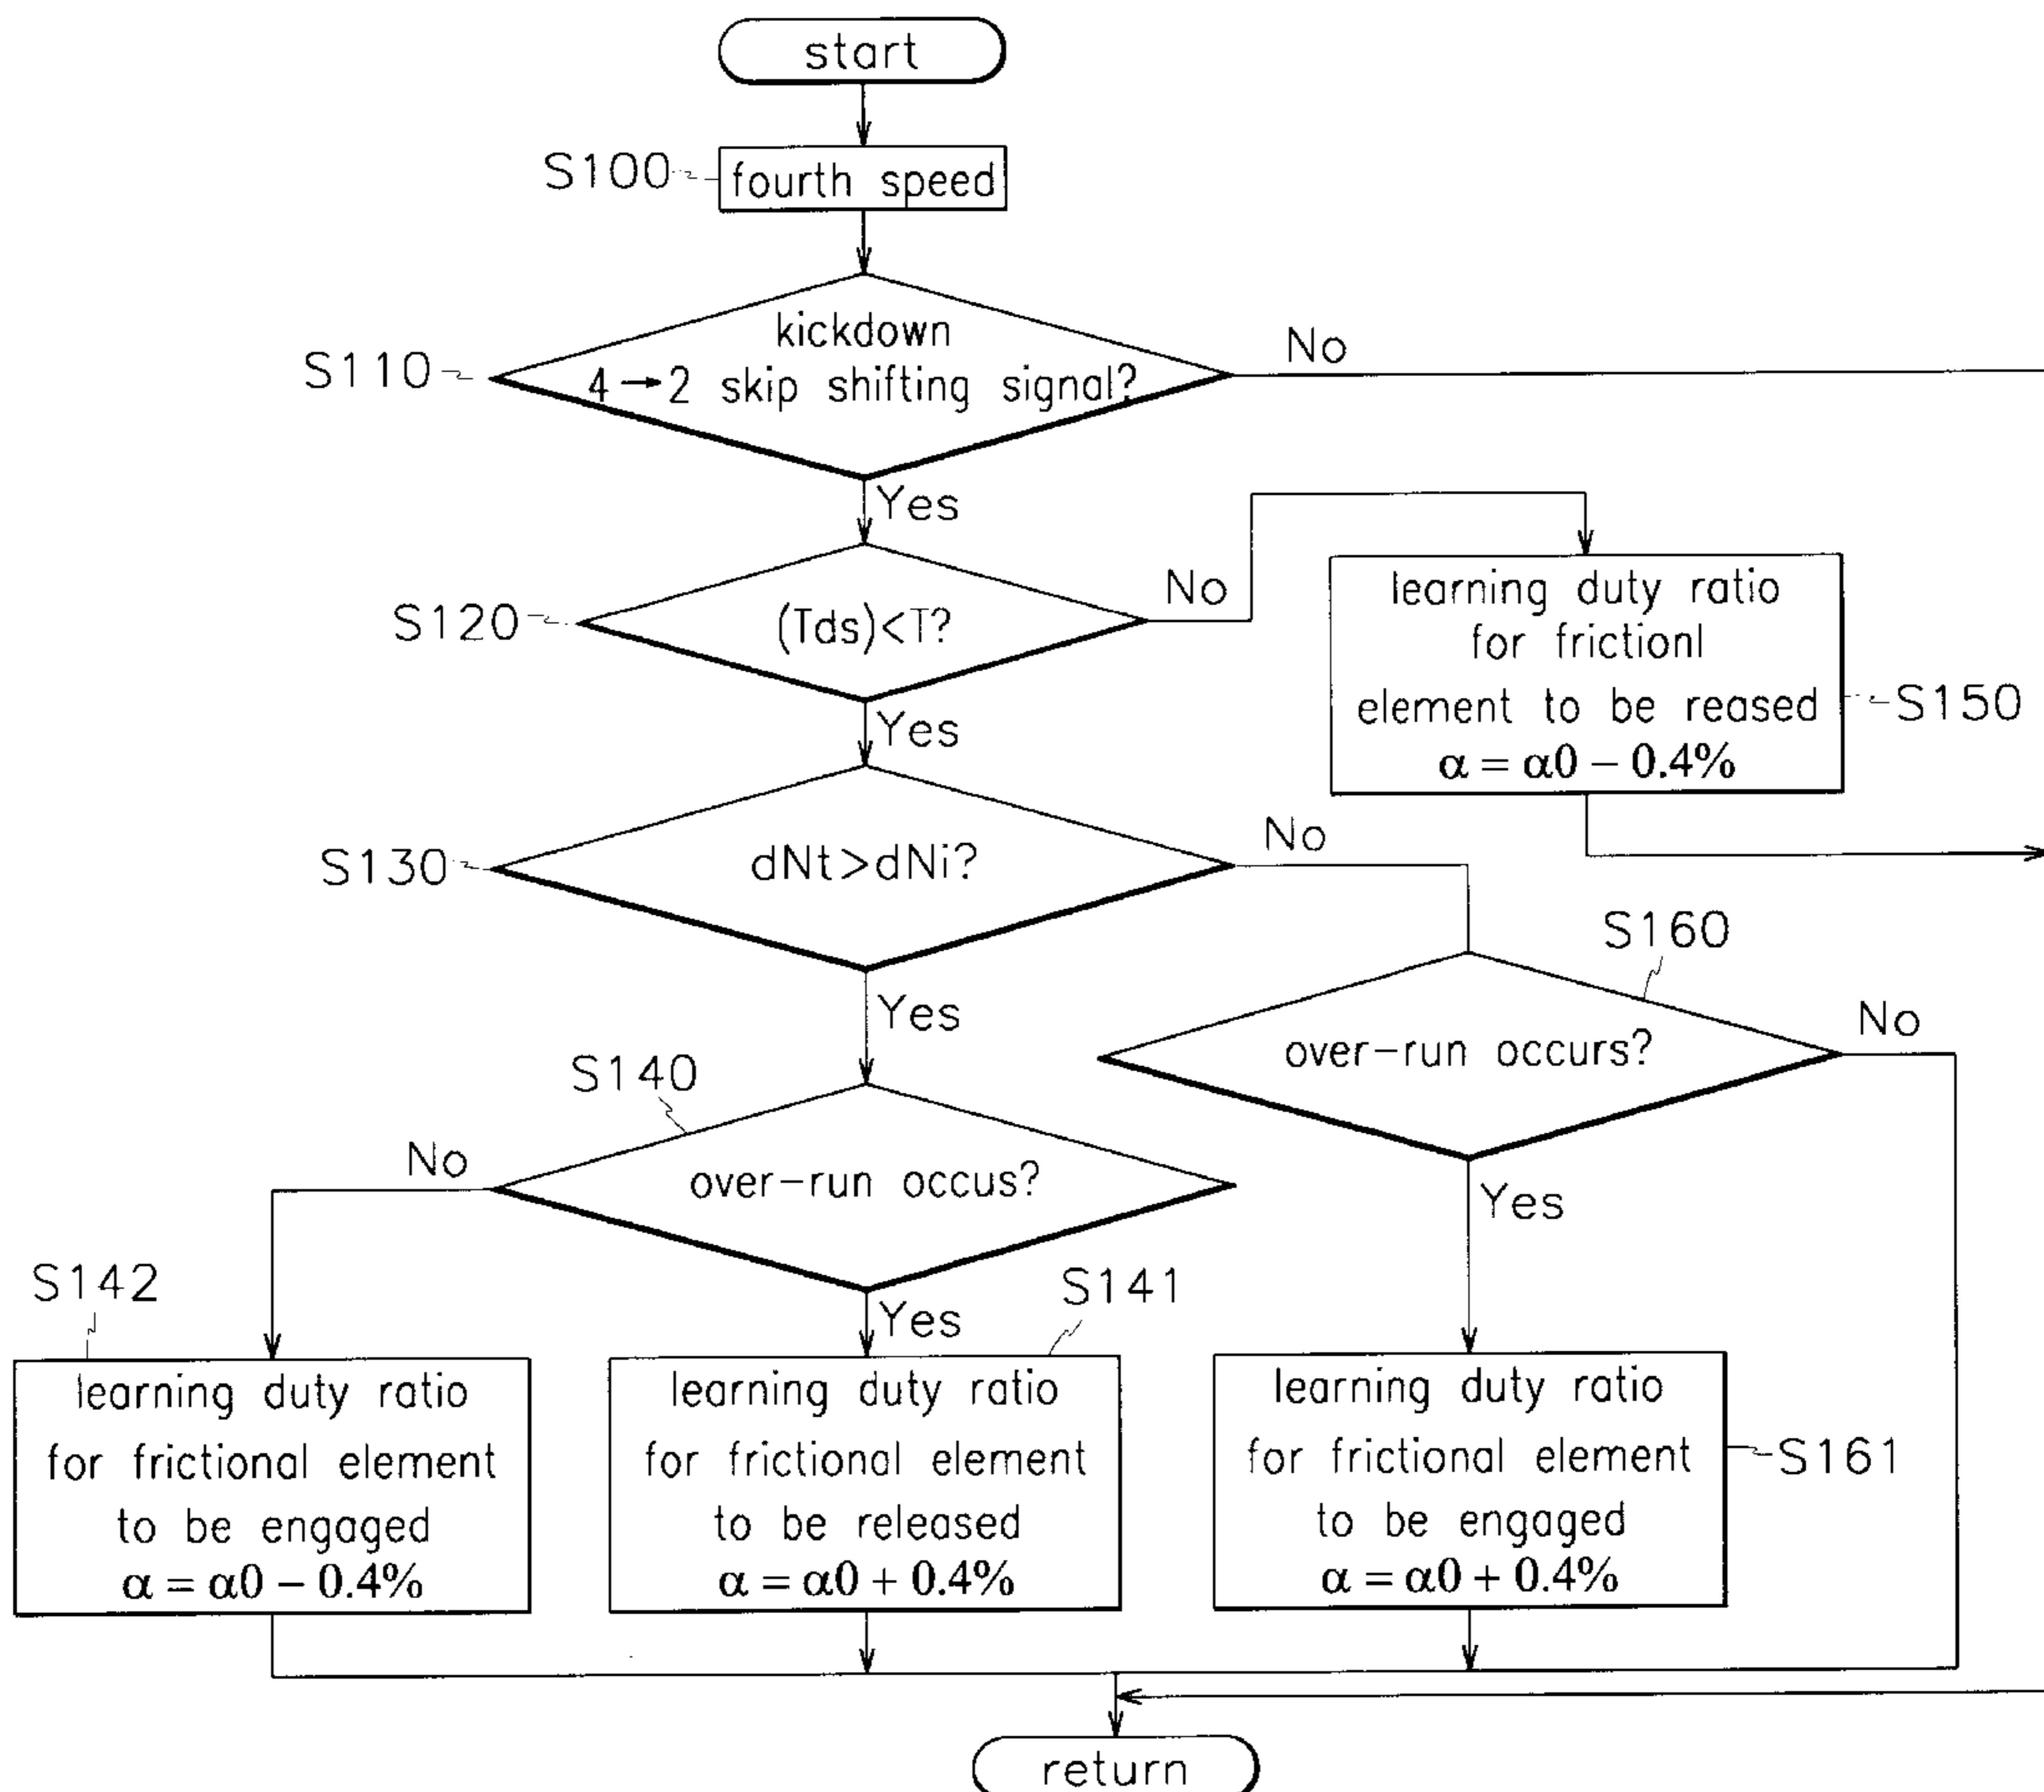 start
S100
fourth speed
S110
kickdown
4→2 skip shifting signal?
No
Yes
S120
(Tds)<T?
No
Yes
learning duty ratio
for frictionl
element to be reased
α = α0 − 0.4%
S150
S130
dNt>dNi?
No
Yes
S160
over-run occurs?
No
Yes
S140
over-run occus?
No
Yes
S142
learning duty ratio
for frictional element
to be engaged
α = α0 − 0.4%
S141
learning duty ratio
for frictional element
to be released
α = α0 + 0.4%
learning duty ratio
for frictional element
to be engaged
α = α0 + 0.4%
S161
return